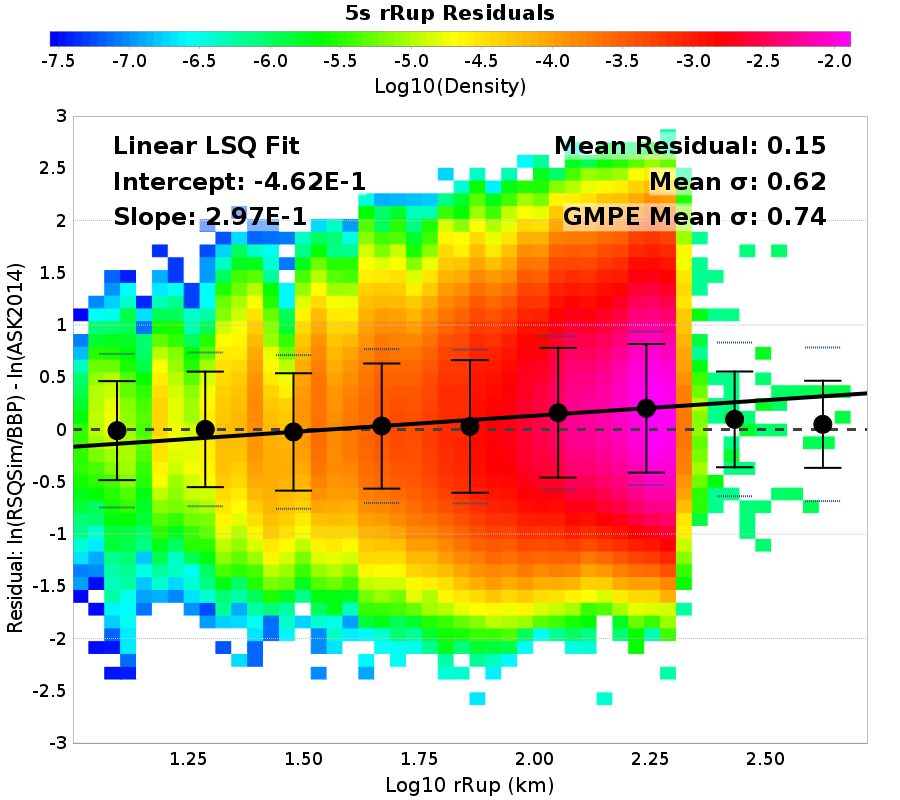 5s rRup Residuals
-7.5 -7.0 -6.5 -6.0 -5.5 -5.0 -4.5 -4.0 -3.5 -3.0 -2.5 -2.0
Log10(Density)
Linear LSQ Fit
Intercept: -4.62E-1
Slope: 2.97E-1
Mean Residual: 0.15
Mean σ: 0.62
GMPE Mean σ: 0.74
Residual: ln(RSQSim/BBP) - ln(ASK2014)
3
2.5
2
1.5
1
0.5
0
-0.5
-1
-1.5
-2
-2.5
-3
1.25 1.50 1.75 2.00 2.25 2.50
Log10 rRup (km)